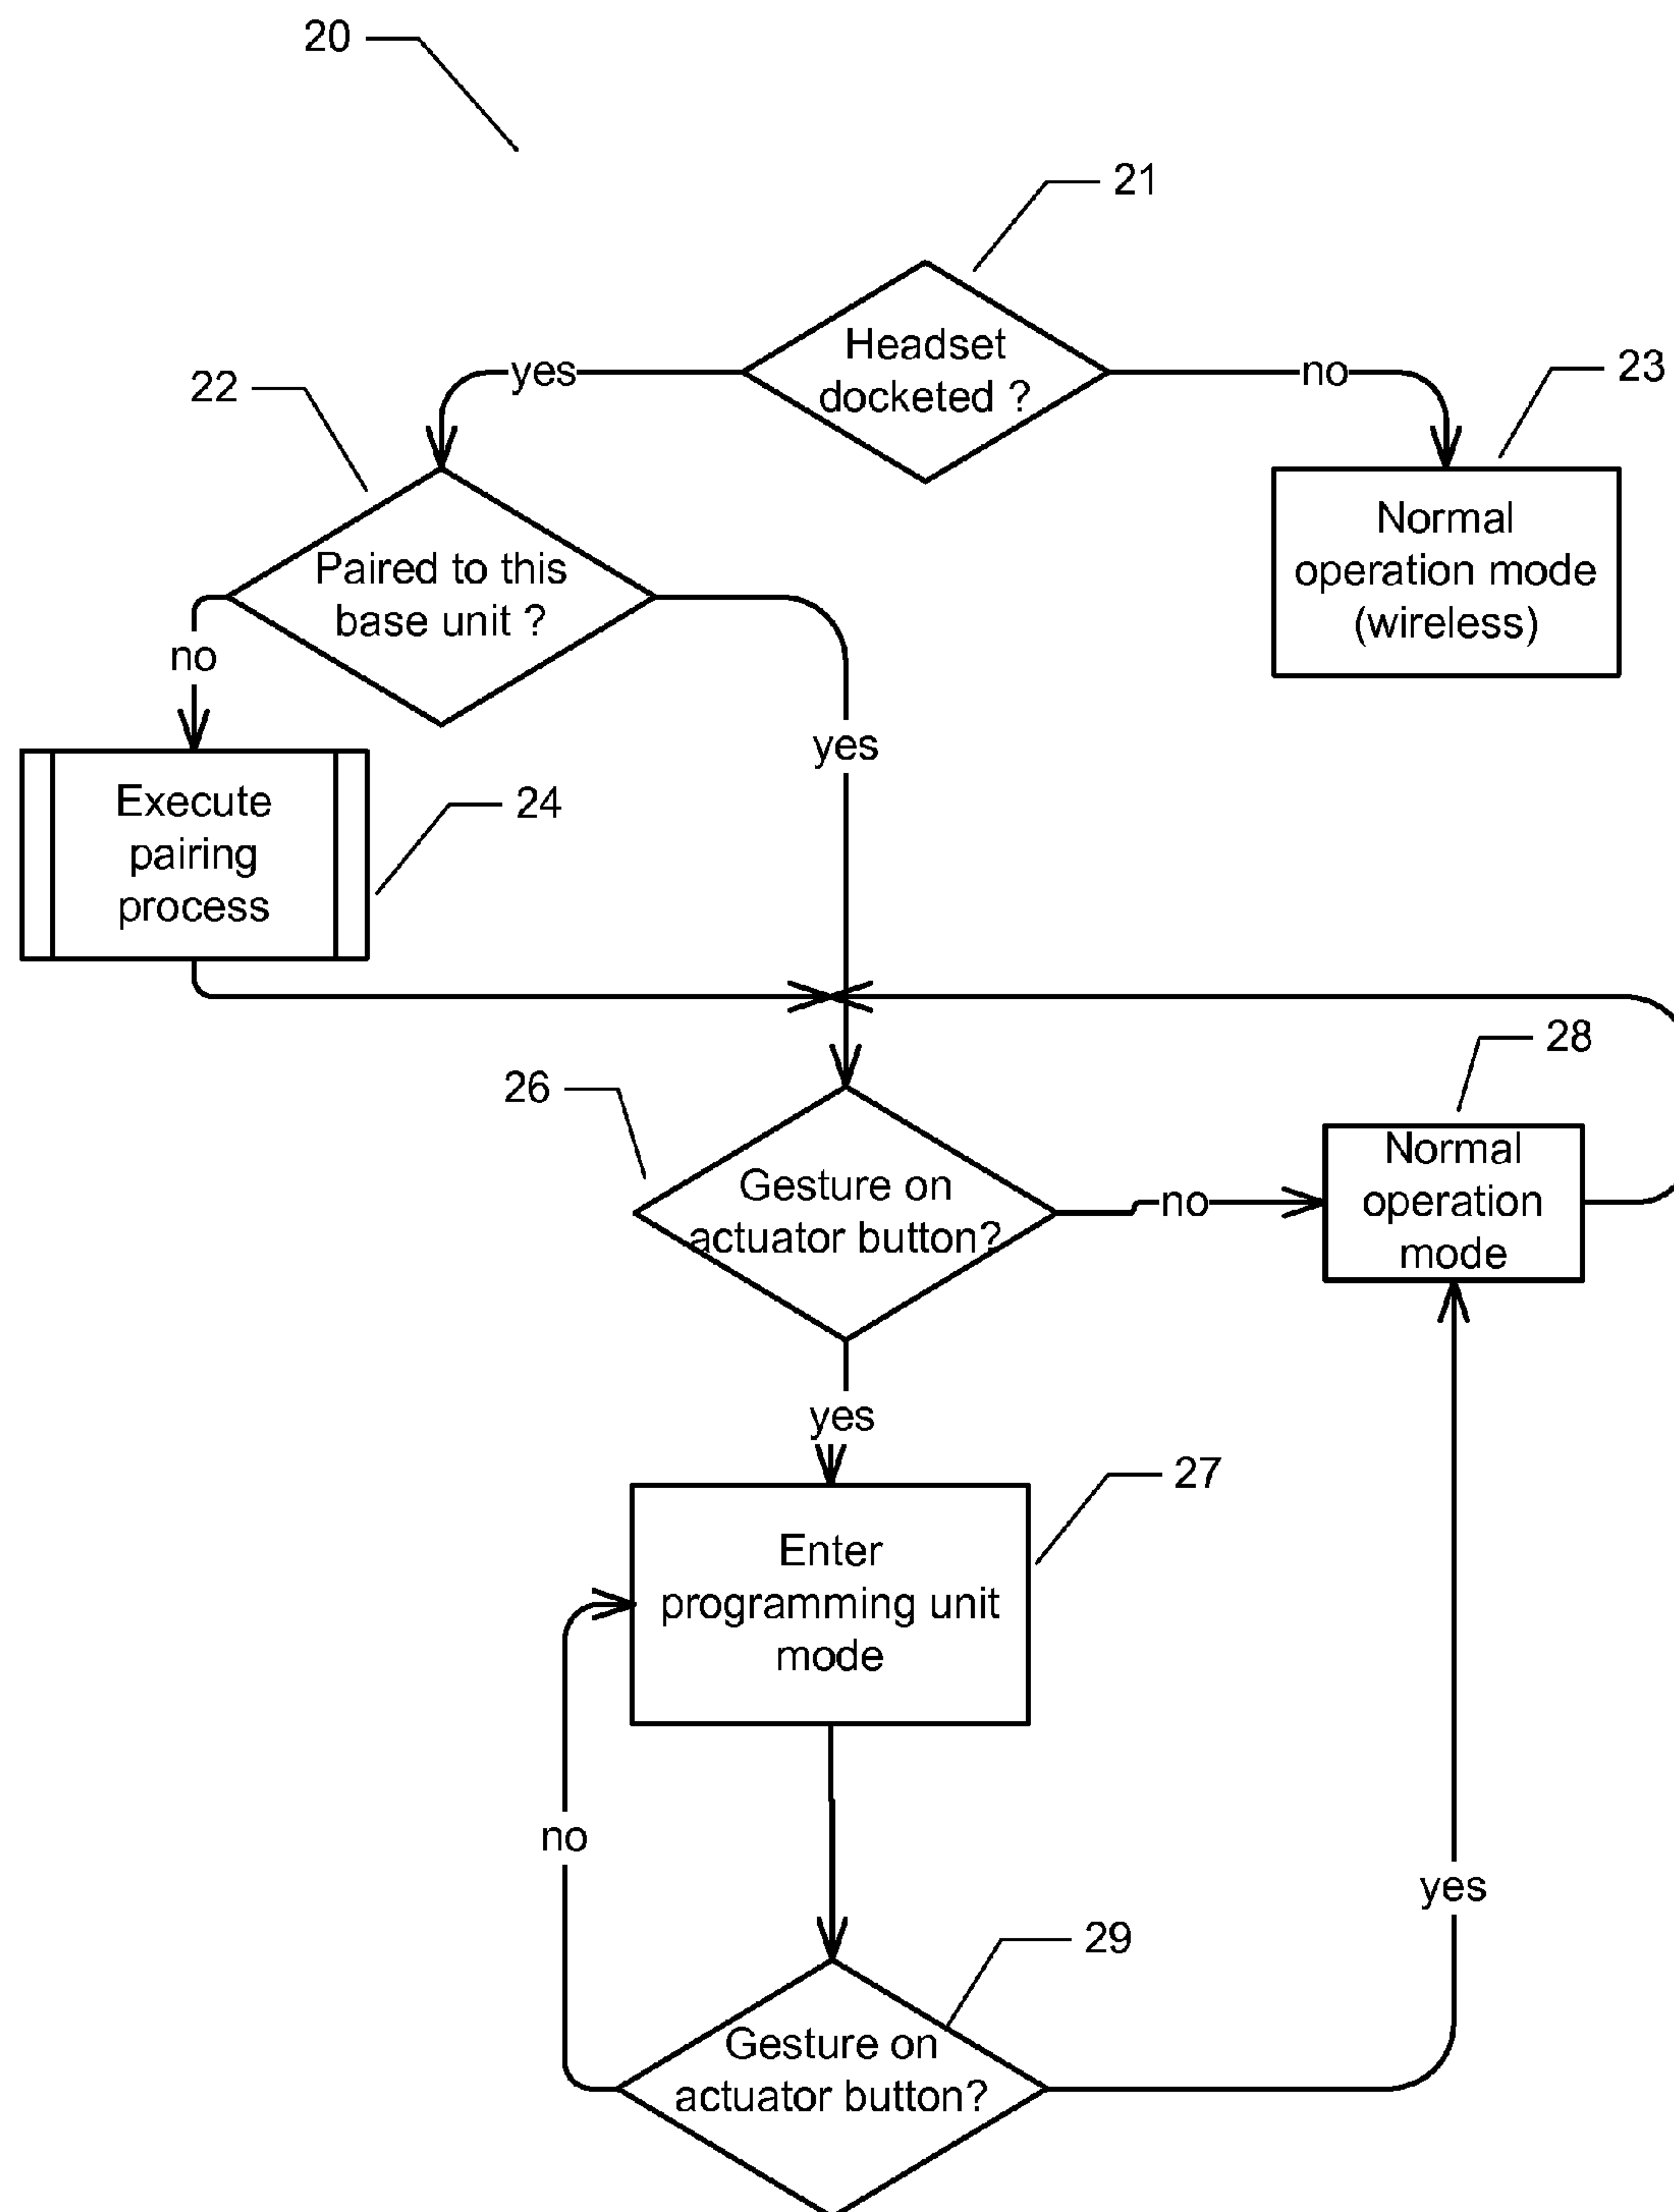 20
21
Headset
docketed ?
yes
no
22
23
Paired to this
base unit ?
Normal
operation mode
(wireless)
no
yes
Execute
pairing
process
24
28
26
Gesture on
actuator button?
no
Normal
operation
mode
yes
27
Enter
programming unit
mode
no
yes
29
Gesture on
actuator button?